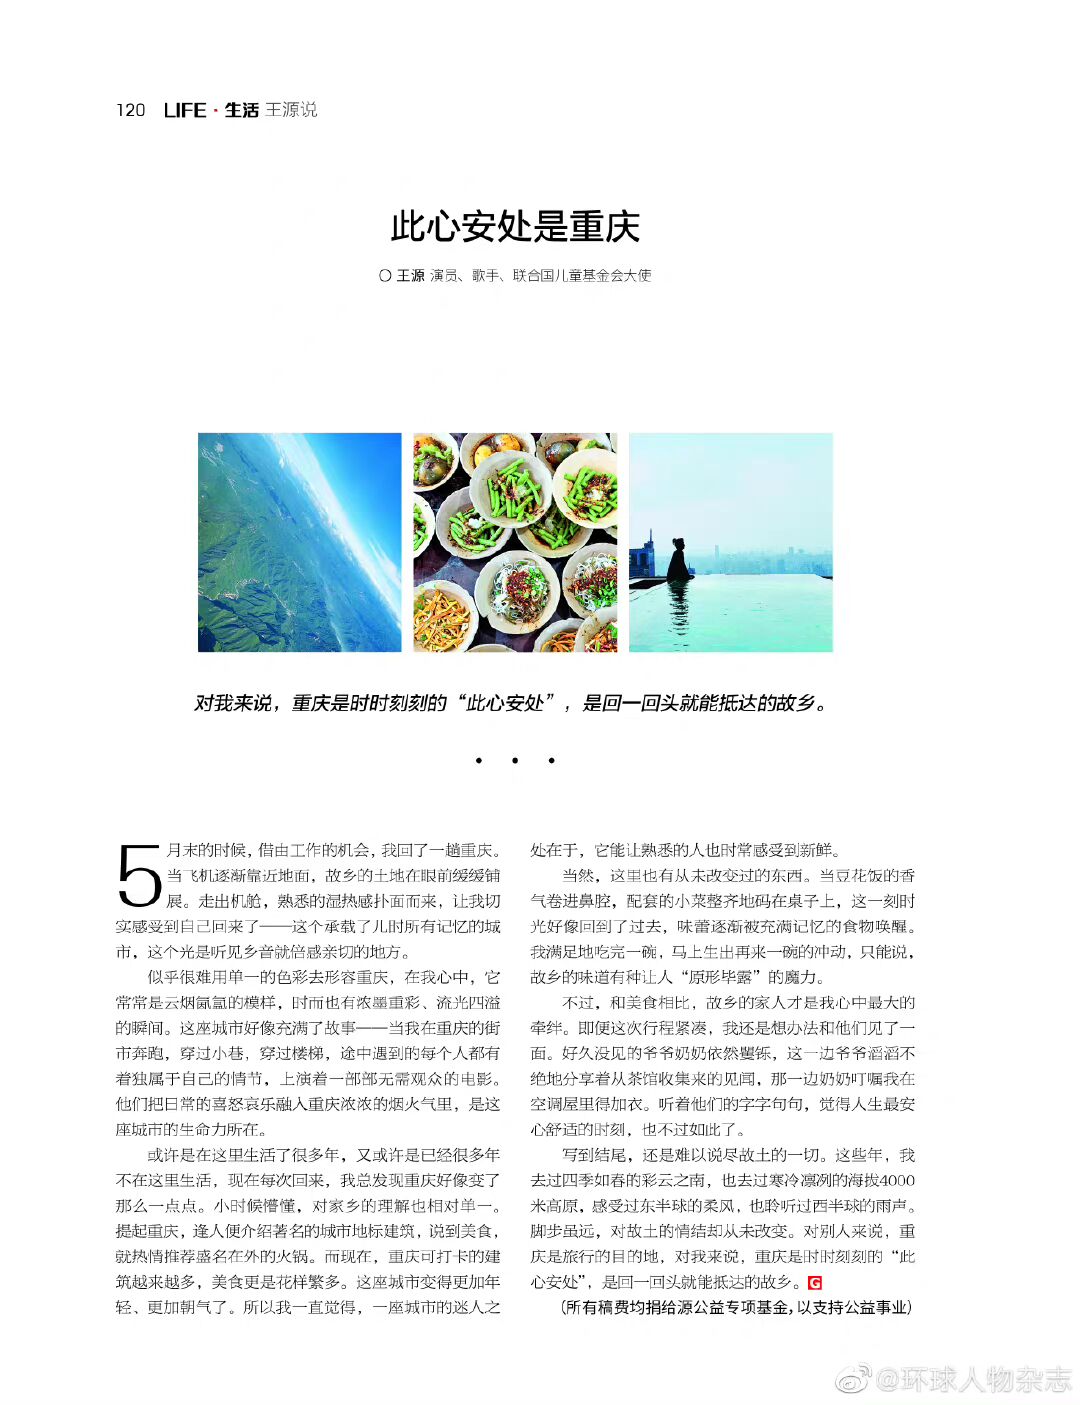 120 LIFE·生活 王源说
此心安处是重庆
〇 王源 演员、歌手、联合国儿童基金会大使
对我来说，重庆是时时刻刻的“此心安处”，是回一回头就能抵达的故乡。
• • •
5月末的时候，借由工作的机会，我回了一趟重庆。
当飞机逐渐靠近地面，故乡的土地在眼前缓缓铺
展。走出机舱，熟悉的湿热感扑面而来，让我切
实感受到自己回来了——这个承载了儿时所有记忆的城
市，这个光是听见乡音就倍感亲切的地方。
似乎很难用单一的色彩去形容重庆，在我心中，它
常常是云烟氤氲的模样，时而也有浓墨重彩、流光四溢
的瞬间。这座城市好像充满了故事——当我在重庆的街
市奔跑，穿过小巷，穿过楼梯，途中遇到的每个人都有
着独属于自己的情节，上演着一部部无需观众的电影。
他们把日常的喜怒哀乐融入重庆浓浓的烟火气里，是这
座城市的生命力所在。
或许是在这里生活了很多年，又或许是已经很多年
不在这里生活，现在每次回来，我总发现重庆好像变了
那么一点点。小时候懵懂，对家乡的理解也相对单一。
提起重庆，逢人便介绍著名的城市地标建筑，说到美食，
就热情推荐盛名在外的火锅。而现在，重庆可打卡的建
筑越来越多，美食更是花样繁多。这座城市变得更加年
轻、更加朝气了。所以我一直觉得，一座城市的迷人之
处在于，它能让熟悉的人也时常感受到新鲜。
当然，这里也有从未改变过的东西。当豆花饭的香
气卷进鼻腔，配套的小菜整齐地码在桌子上，这一刻时
光好像回到了过去，味蕾逐渐被充满记忆的食物唤醒。
我满足地吃完一碗，马上生出再来一碗的冲动，只能说，
故乡的味道有种让人“原形毕露”的魔力。
不过，和美食相比，故乡的家人才是我心中最大的
牵绊。即便这次行程紧凑，我还是想办法和他们见了一
面。好久没见的爷爷奶奶依然矍铄，这一边爷爷滔滔不
绝地分享着从茶馆收集来的见闻，那一边奶奶叮嘱我在
空调屋里得加衣。听着他们的字字句句，觉得人生最安
心舒适的时刻，也不过如此了。
写到结尾，还是难以说尽故土的一切。这些年，我
去过四季如春的彩云之南，也去过寒冷凛冽的海拔4000
米高原，感受过东半球的柔风，也聆听过西半球的雨声。
脚步虽远，对故土的情结却从未改变。对别人来说，重
庆是旅行的目的地，对我来说，重庆是时时刻刻的“此
心安处”，是回一回头就能抵达的故乡。G
（所有稿费均捐给源公益专项基金，以支持公益事业）
@环球人物杂志